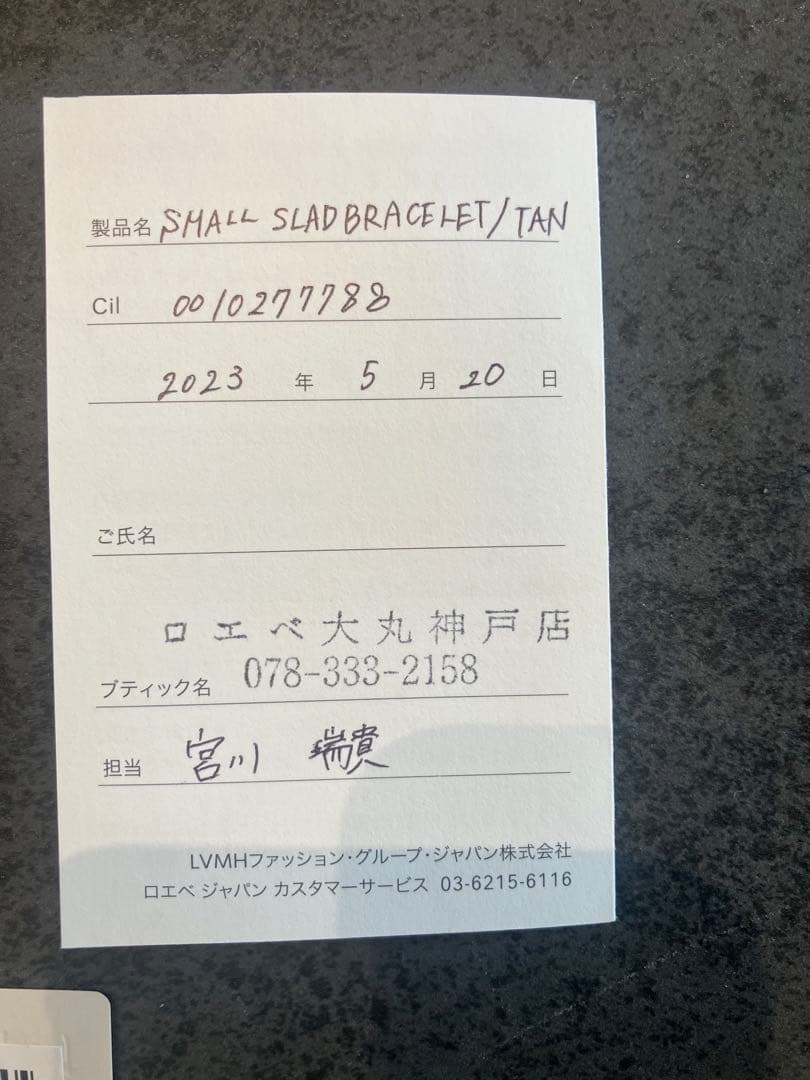 製品名 SMALL SLADBRACELET/TAN
Cil 0010277788
2023 年 5 月 20 日
ご氏名
ロエベ大丸神戸店
ブティック名 078-333-2158
担当 宮川 瑞貴
LVMHファッション・グループ・ジャパン株式会社
ロエベ ジャパン カスタマーサービス 03-6215-6116